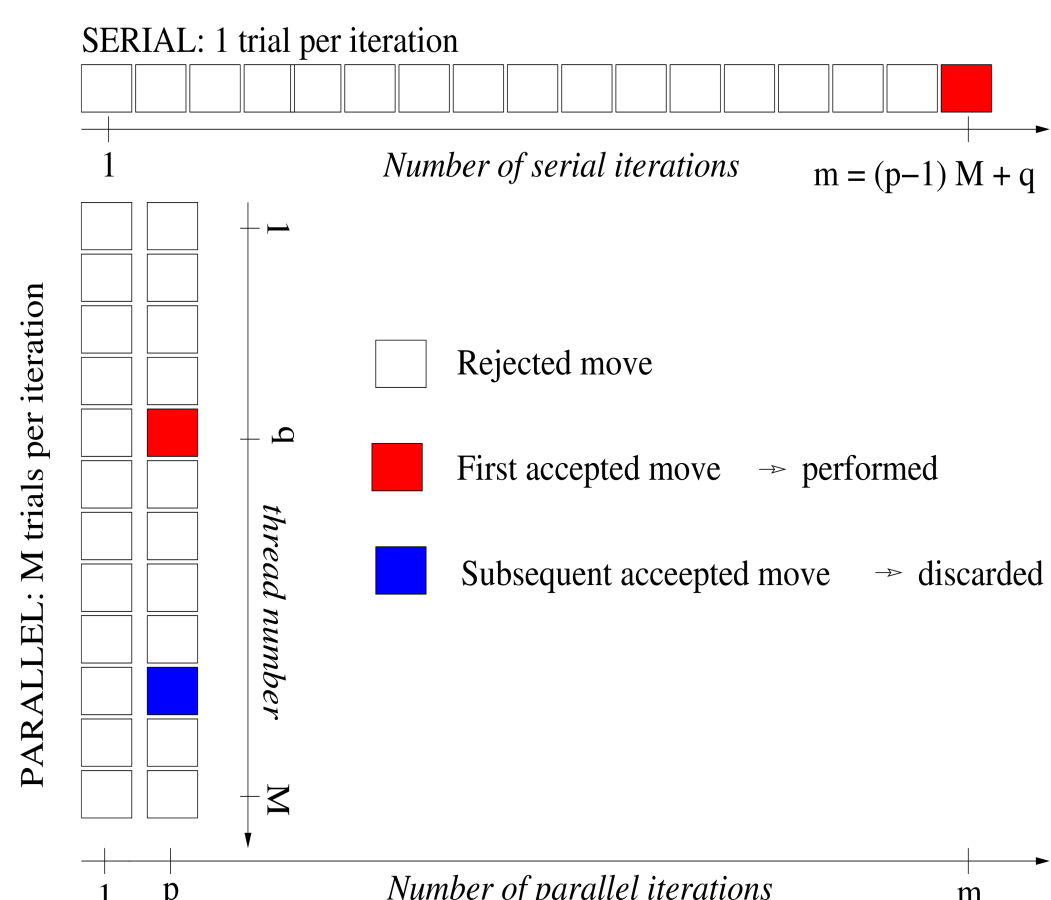 SERIAL: 1 trial per iteration
1
Number of serial iterations
m = (p−1) M + q
PARALLEL: M trials per iteration
1
q
thread number
M
Rejected move
First accepted move → performed
Subsequent acceepted move → discarded
1
p
Number of parallel iterations
m